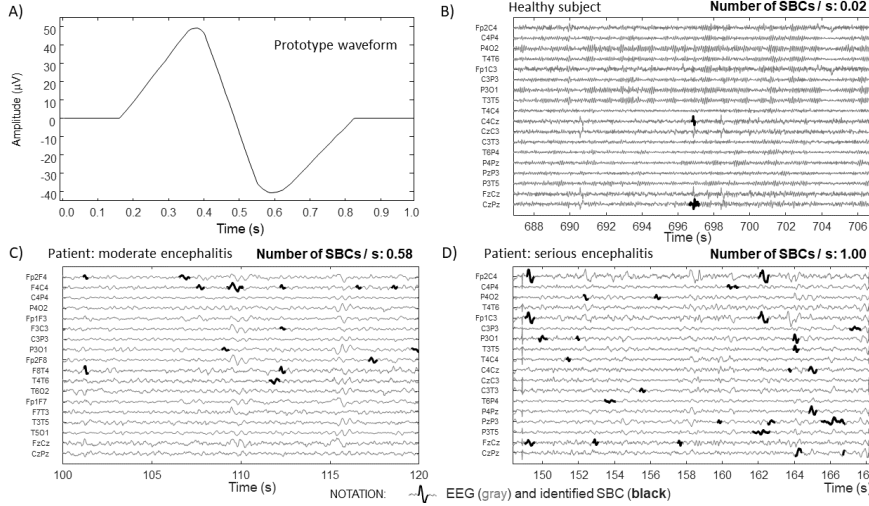 A)
Prototype waveform
Amplitude (µV)
50
40
30
20
10
0
-10
-20
-30
-40
0.0 0.1 0.2 0.3 0.4 0.5 0.6 0.7 0.8 0.9 1.0
Time (s)
B)
Healthy subject Number of SBCs / s: 0.02
Fp2C4
C4P4
P4O2
T4T6
Fp1C3
C3P3
P3O1
T3T5
T4C4
C4Cz
CzC3
C3T3
T6P4
P4Pz
PzP3
P3T5
FzCz
CzPz
688 690 692 694 696 698 700 702 704 706
Time (s)
C)
Patient: moderate encephalitis Number of SBCs / s: 0.58
Fp2F4
F4C4
C4P4
P4O2
Fp1F3
F3C3
C3P3
P3O1
Fp2F8
F8T4
T4T6
T6O2
Fp1F7
F7T3
T3T5
T5O1
FzCz
CzPz
100 105 110 115 120
Time (s)
D)
Patient: serious encephalitis Number of SBCs / s: 1.00
Fp2C4
C4P4
P4O2
T4T6
Fp1C3
C3P3
P3O1
T3T5
T4C4
C4Cz
CzC3
C3T3
T6P4
P4Pz
PzP3
P3T5
FzCz
CzPz
150 152 154 156 158 160 162 164 166
Time (s)
NOTATION: EEG (gray) and identified SBC (black)